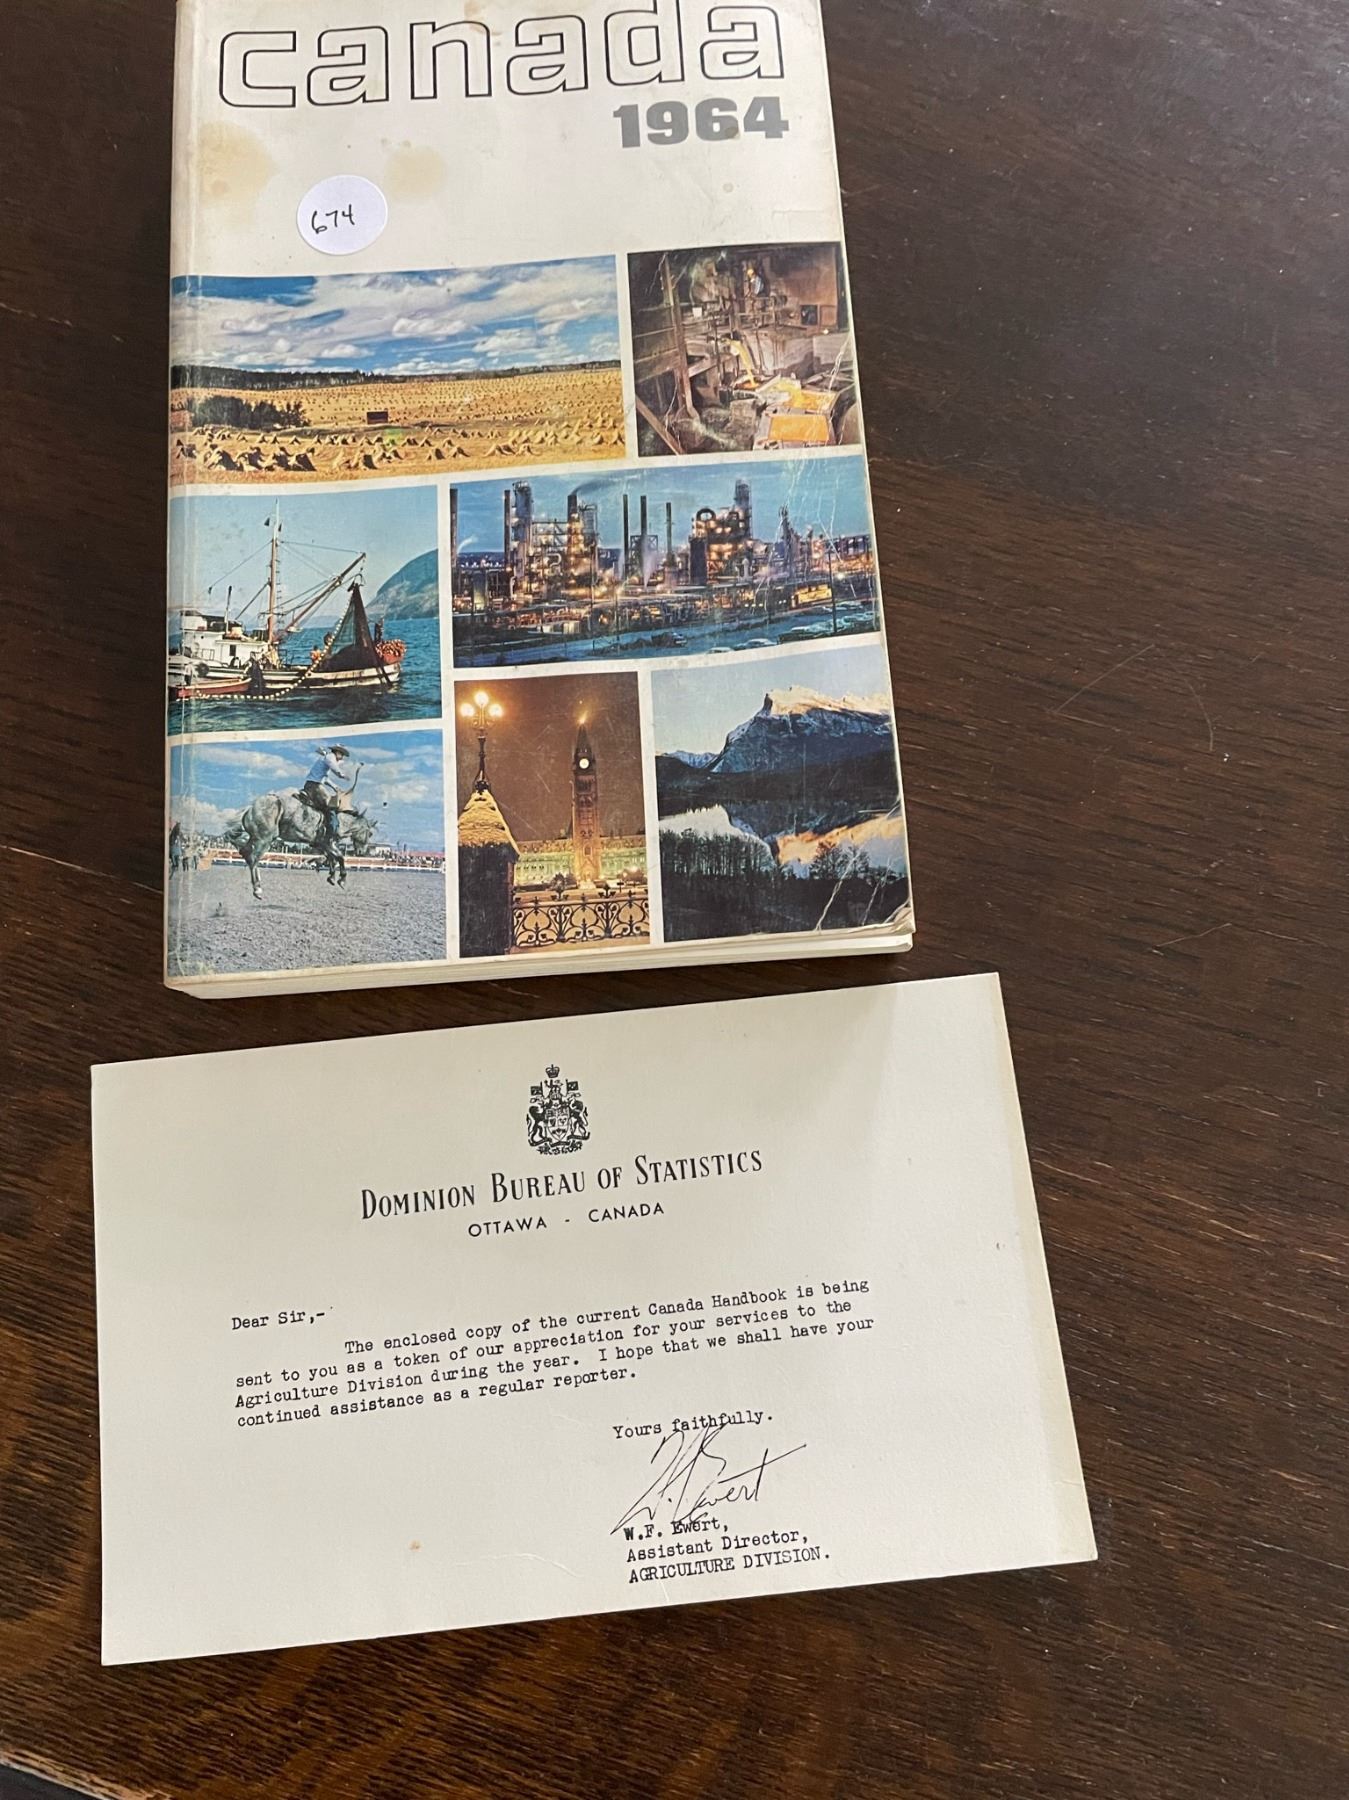 canada
1964
674
DOMINION BUREAU OF STATISTICS
OTTAWA - CANADA
Dear Sir,-
The enclosed copy of the current Canada Handbook is being
sent to you as a token of our appreciation for your services to the
Agriculture Division during the year. I hope that we shall have your
continued assistance as a regular reporter.
Yours faithfully.
W.F. Ewert
W.F. Ewert,
Assistant Director,
AGRICULTURE DIVISION.